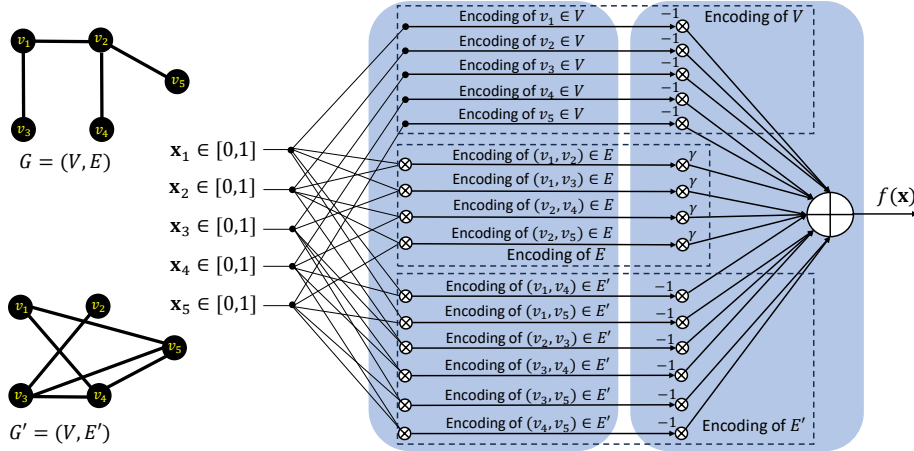 v₁
v₂
v₅
v₃
v₄
G = (V, E)
x₁ ∈ [0,1]
x₂ ∈ [0,1]
x₃ ∈ [0,1]
x₄ ∈ [0,1]
x₅ ∈ [0,1]
v₁
v₂
v₅
v₃
v₄
G′ = (V, E′)
Encoding of v₁ ∈ V
−1
Encoding of V
Encoding of v₂ ∈ V
−1
Encoding of v₃ ∈ V
−1
Encoding of v₄ ∈ V
−1
Encoding of v₅ ∈ V
−1
Encoding of (v₁, v₂) ∈ E
γ
Encoding of (v₁, v₃) ∈ E
γ
Encoding of (v₂, v₄) ∈ E
γ
Encoding of (v₂, v₅) ∈ E
γ
Encoding of E
Encoding of (v₁, v₄) ∈ E′
−1
Encoding of (v₁, v₅) ∈ E′
−1
Encoding of (v₂, v₃) ∈ E′
−1
Encoding of (v₃, v₄) ∈ E′
−1
Encoding of (v₃, v₅) ∈ E′
−1
Encoding of (v₄, v₅) ∈ E′
−1
Encoding of E′
f(x)